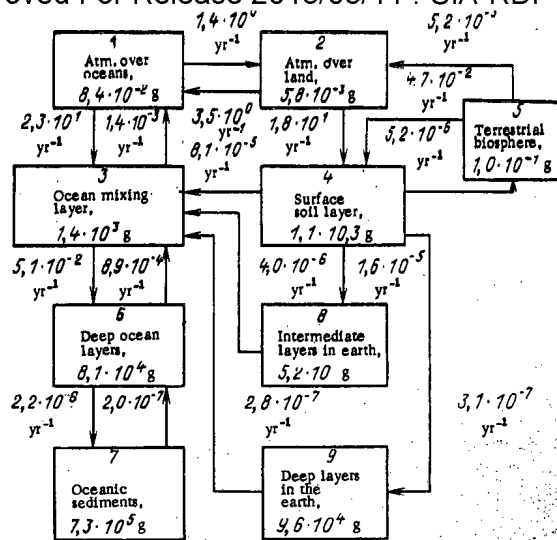 oved For Release 2013/03/14 : CIA-RDP
1,4·10⁰
yr⁻¹
5,2·10⁻⁵
yr⁻¹
1
Atm. over
oceans,
8,4·10⁻² g
2
Atm. over
land,
5,8·10⁻³ g
4,7·10⁻²
yr⁻¹
2,3·10¹
yr⁻¹
1,4·10⁻³
yr⁻¹
3,5·10⁰
yr⁻¹
8,1·10⁻⁵
yr⁻¹
1,8·10¹
yr⁻¹
5,2·10⁻⁶
yr⁻¹
5
Terrestrial
biosphere,
1,0·10⁻¹ g
3
Ocean mixing
layer,
1,4·10³ g
4
Surface
soil layer,
1,1·10,3 g
5,1·10⁻²
yr⁻¹
8,9·10⁻⁴
yr⁻¹
4,0·10⁻⁶
yr⁻¹
1,6·10⁻⁵
yr⁻¹
6
Deep ocean
layers,
8,1·10⁴ g
8
Intermediate
layers in earth,
5,2·10 g
2,2·10⁻⁶
yr⁻¹
2,0·10⁻⁷
2,8·10⁻⁷
yr⁻¹
3,1·10⁻⁷
yr⁻¹
7
Oceanic
sediments,
7,3·10⁵ g
9
Deep layers
in the
earth,
9,6·10⁴ g